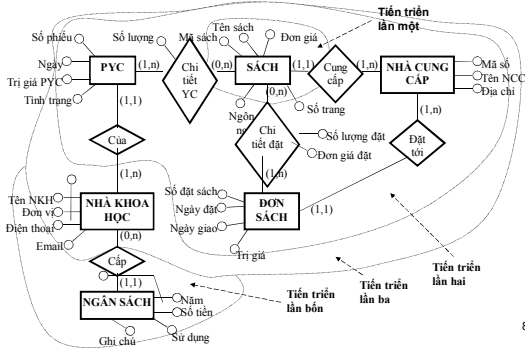 Tiến triển
lần một
Tên sách
Đơn giá
Số phiếu
Số lượng
Mã sách
Ngày
PYC
(1,n)
Chi
tiết
YC
(0,n)
SÁCH
(1,1)
Cung
cấp
(1,n)
NHÀ CUNG
CẤP
Mã số
Tên NCC
Địa chỉ
Trị giá PYC
Tình trạng
(1,1)
(0,n)
Số trang
(1,n)
Ngôn
Chi
tiết đặt
Số lượng đặt
Đơn giá đặt
Đặt
tới
Của
(1,n)
(1,n)
Số đặt sách
Ngày đặt
Ngày giao
ĐƠN
SÁCH
(1,1)
Trị giá
Tên NKH
Đơn vị
Điện thoại
Email
NHÀ KHOA
HỌC
(0,n)
Cấp
(1,1)
NGÂN SÁCH
Năm
Số tiền
Sử dụng
Ghi chú
Tiến triển
lần bốn
Tiến triển
lần ba
Tiến triển
lần hai
8